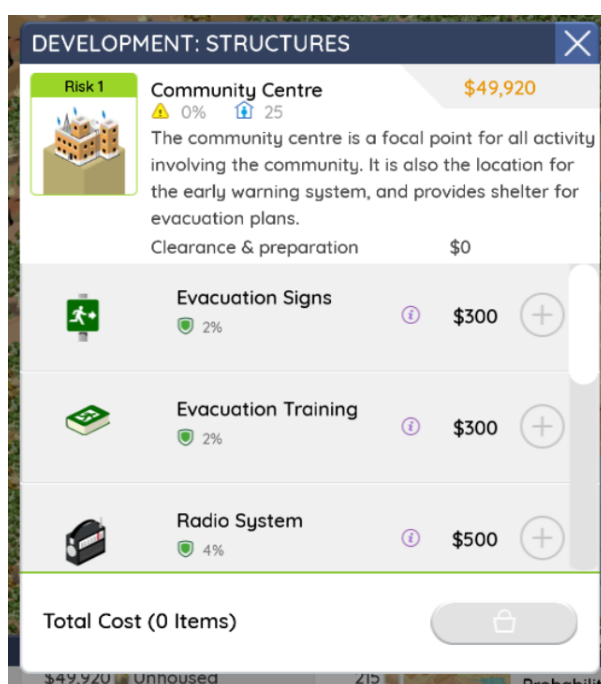 DEVELOPMENT: STRUCTURES
Risk 1
Community Centre
$49,920
0% 25
The community centre is a focal point for all activity
involving the community. It is also the location for
the early warning system, and provides shelter for
evacuation plans.
Clearance & preparation $0
Evacuation Signs
2%
$300
Evacuation Training
2%
$300
Radio System
4%
$500
Total Cost (0 Items)
$49,920 Unhoused 215